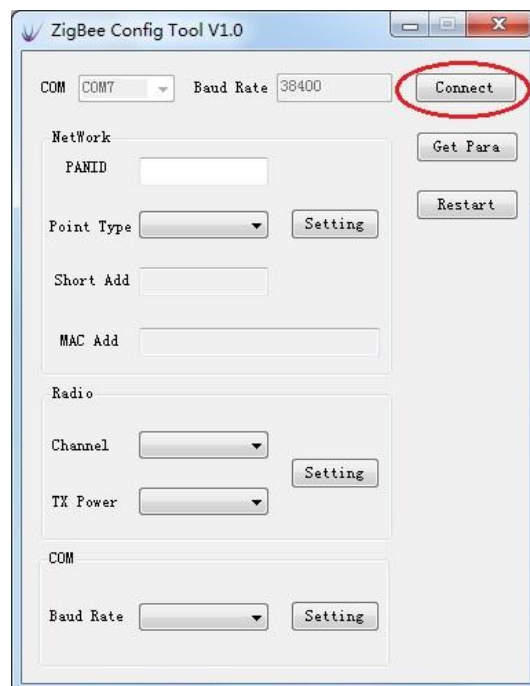 ZigBee Config Tool V1.0
COM COM7 Baud Rate 38400 Connect
NetWork
PANID
Get Para
Point Type Setting
Restart
Short Add
MAC Add
Radio
Channel
Setting
TX Power
COM
Baud Rate Setting